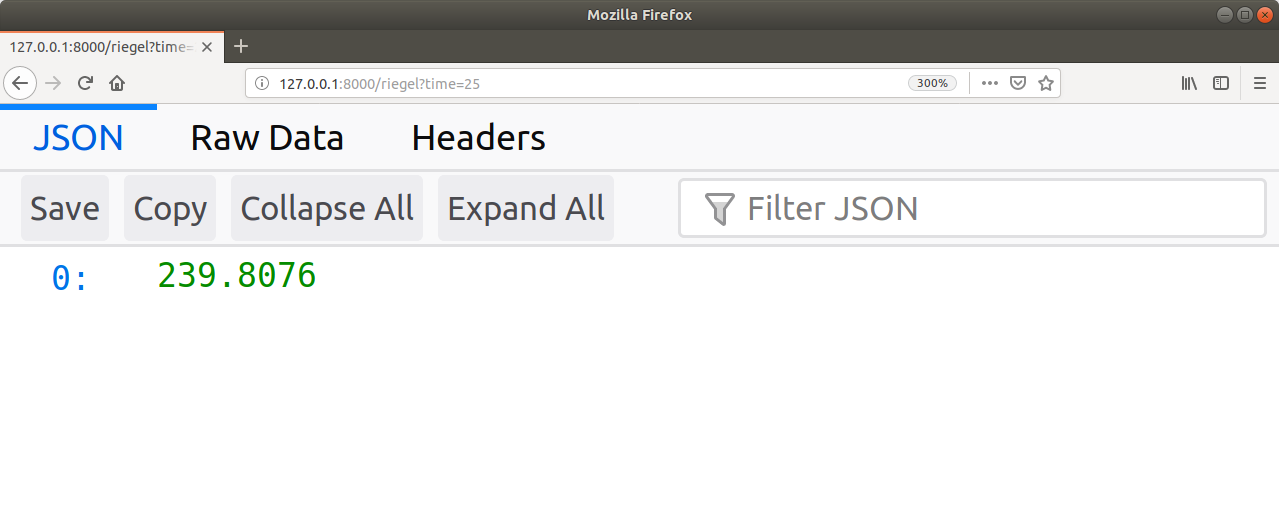 Mozilla Firefox
127.0.0.1:8000/riegel?time=
127.0.0.1:8000/riegel?time=25
300%
JSON Raw Data Headers
Save Copy Collapse All Expand All Filter JSON
0: 239.8076